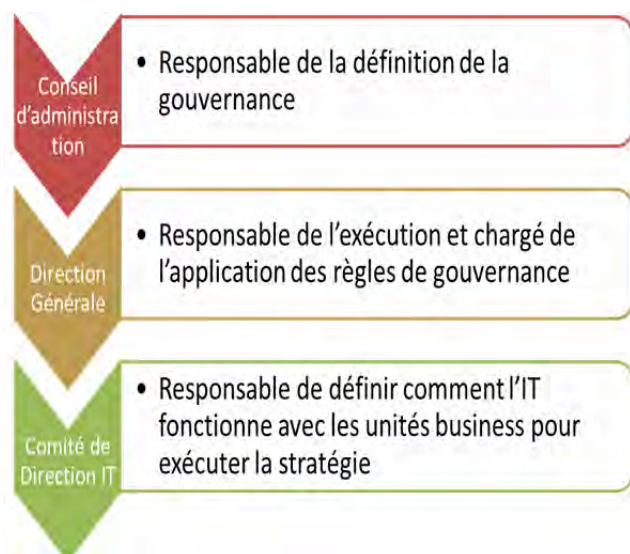 Conseil
d'administra
tion
• Responsable de la définition de la
gouvernance
Direction
Générale
• Responsable de l'exécution et chargé de
l'application des règles de gouvernance
Comité de
Direction IT
• Responsable de définir comment l'IT
fonctionne avec les unités business pour
exécuter la stratégie